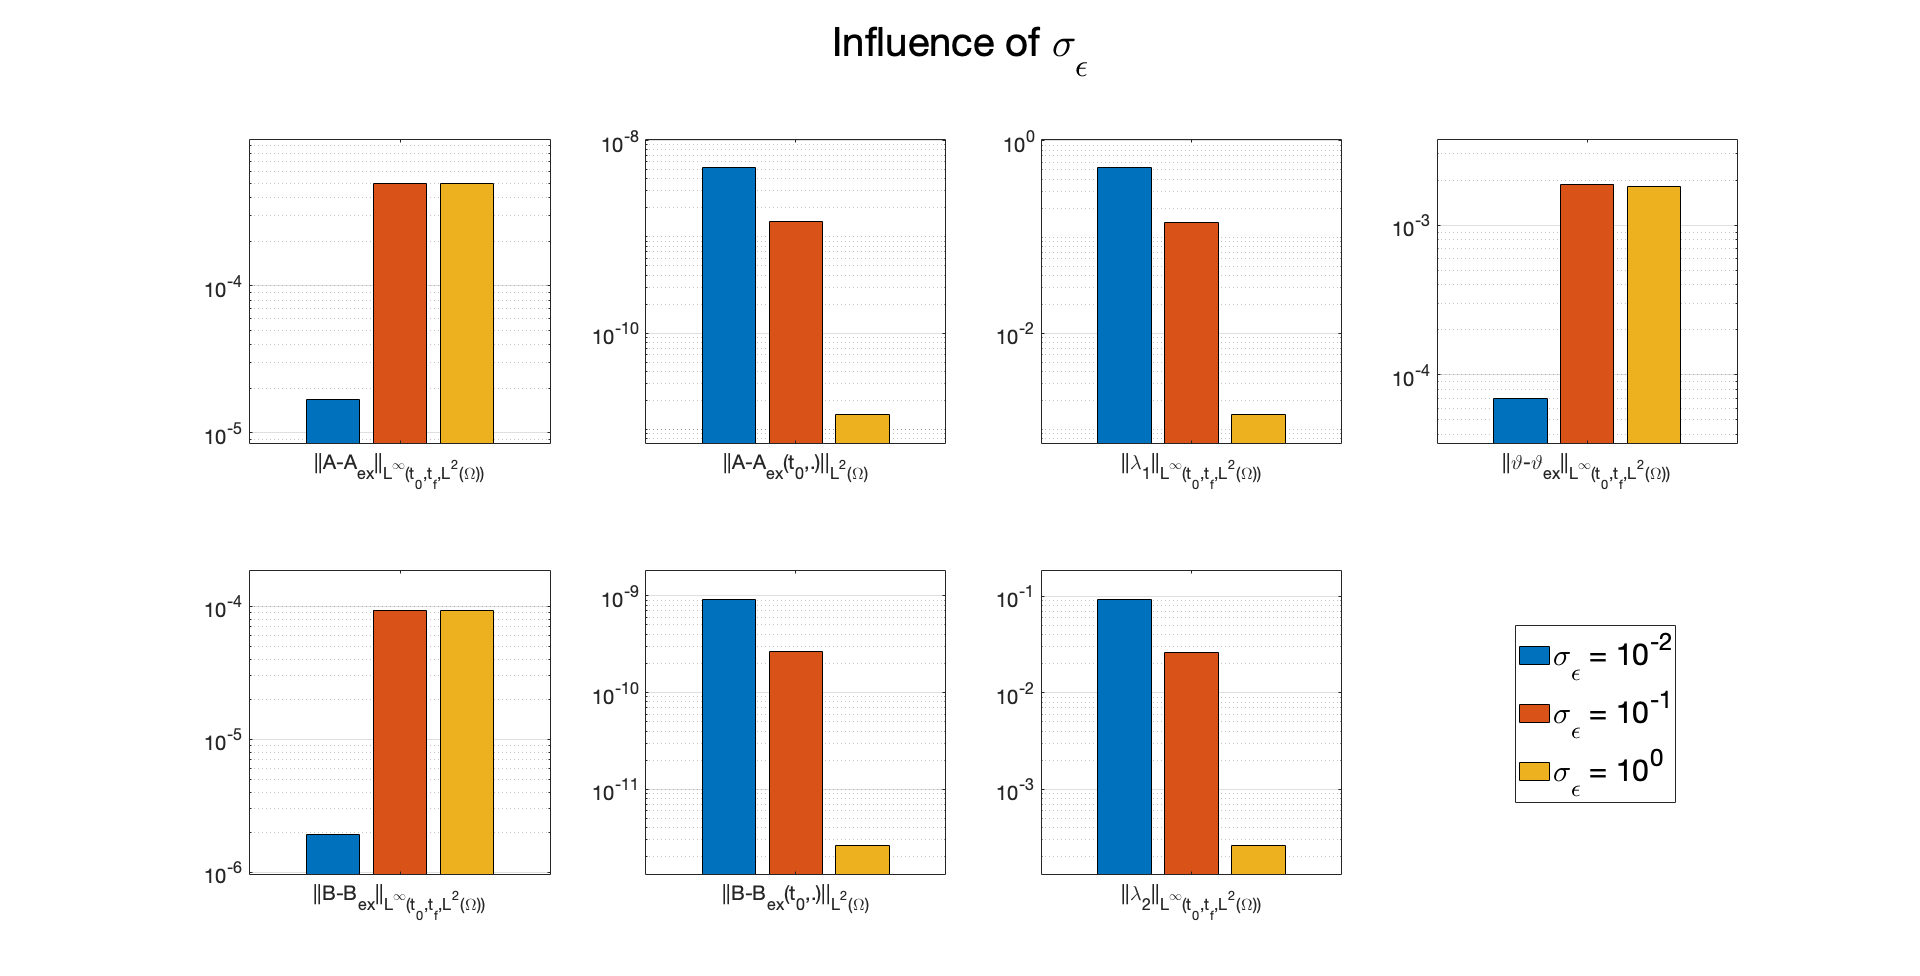 Influence of σ_ϵ
10^-4
10^-5
||A-A_ex||_L^∞(t_0,t_f,L^2(Ω))
10^-8
10^-10
||A-A_ex(t_0,.)||_L^2(Ω)
10^0
10^-2
||λ_1||_L^∞(t_0,t_f,L^2(Ω))
10^-3
10^-4
||ϑ-ϑ_ex||_L^∞(t_0,t_f,L^2(Ω))
10^-4
10^-5
10^-6
||B-B_ex||_L^∞(t_0,t_f,L^2(Ω))
10^-9
10^-10
10^-11
||B-B_ex(t_0,.)||_L^2(Ω)
10^-1
10^-2
10^-3
||λ_2||_L^∞(t_0,t_f,L^2(Ω))
σ_ϵ = 10^-2
σ_ϵ = 10^-1
σ_ϵ = 10^0